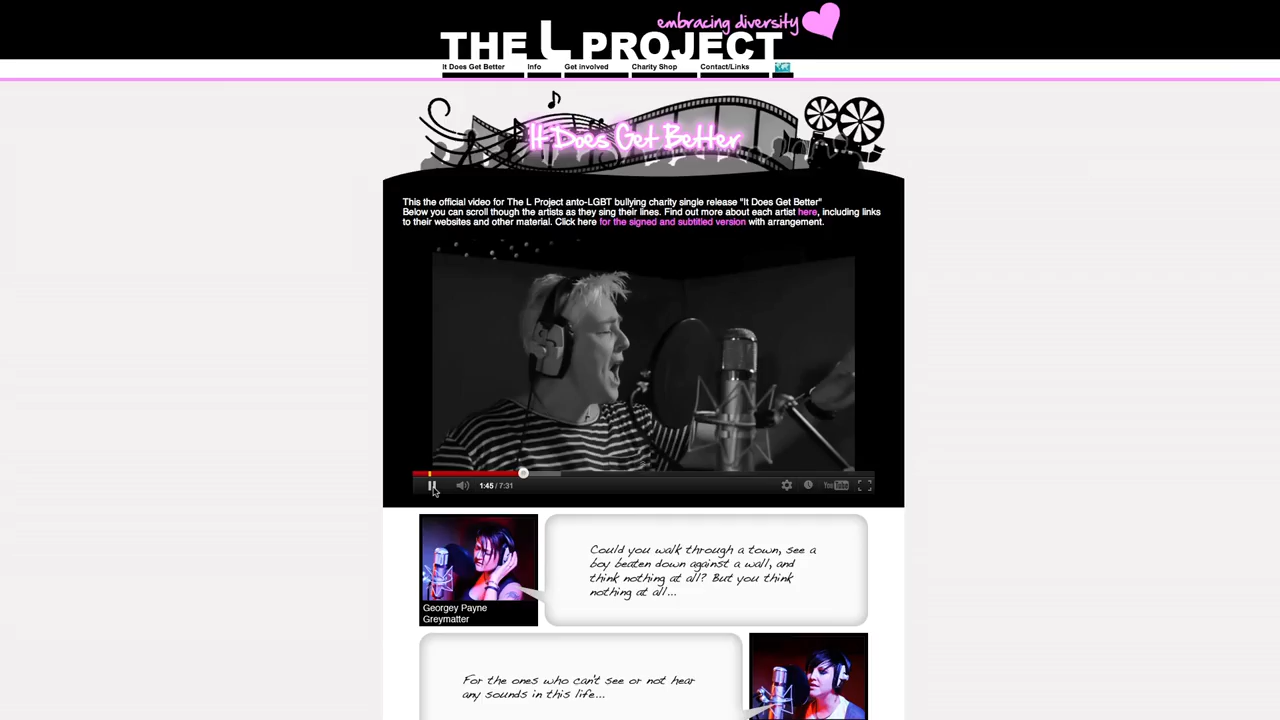 embracing diversity
THE L PROJECT
It Does Get Better Info Get involved Charity Shop Contact/Links
It Does Get Better
This the official video for The L Project anto-LGBT bullying charity single release "It Does Get Better"
Below you can scroll though the artists as they sing their lines. Find out more about each artist here, including links
to their websites and other material. Click here for the signed and subtitled version with arrangement.
1:45 / 7:31 YouTube
Could you walk through a town, see a
boy beaten down against a wall, and
think nothing at all? But you think
nothing at all...
Georgey Payne
Greymatter
For the ones who can't see or not hear
any sounds in this life...